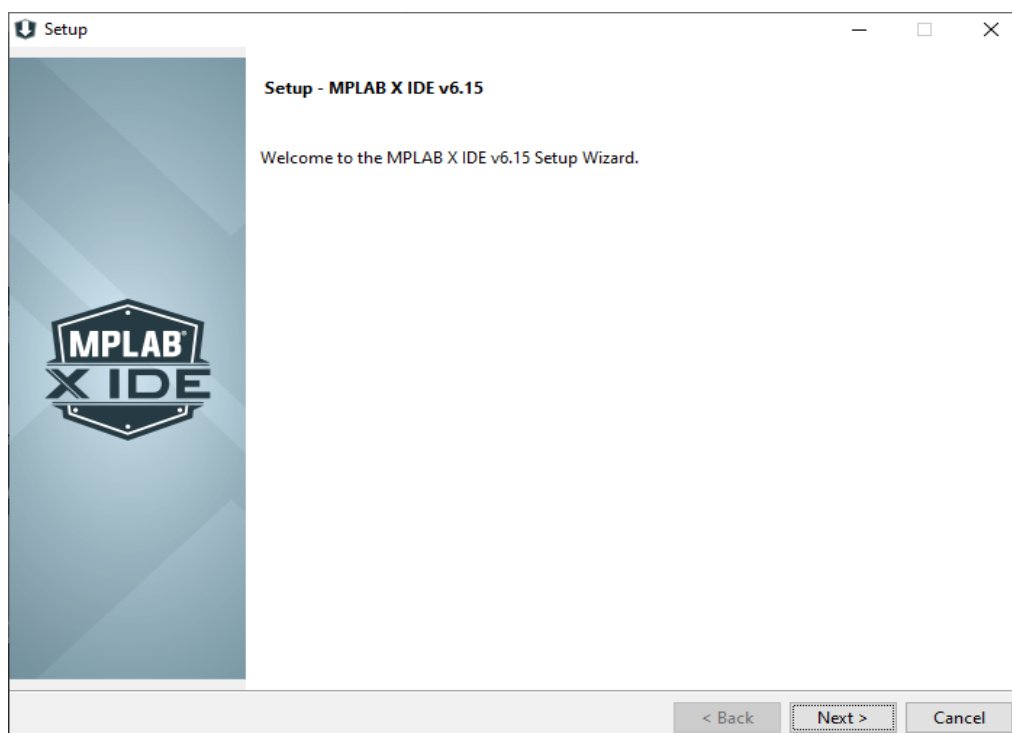 Setup
Setup - MPLAB X IDE v6.15
Welcome to the MPLAB X IDE v6.15 Setup Wizard.
MPLAB®
X IDE
< Back Next > Cancel